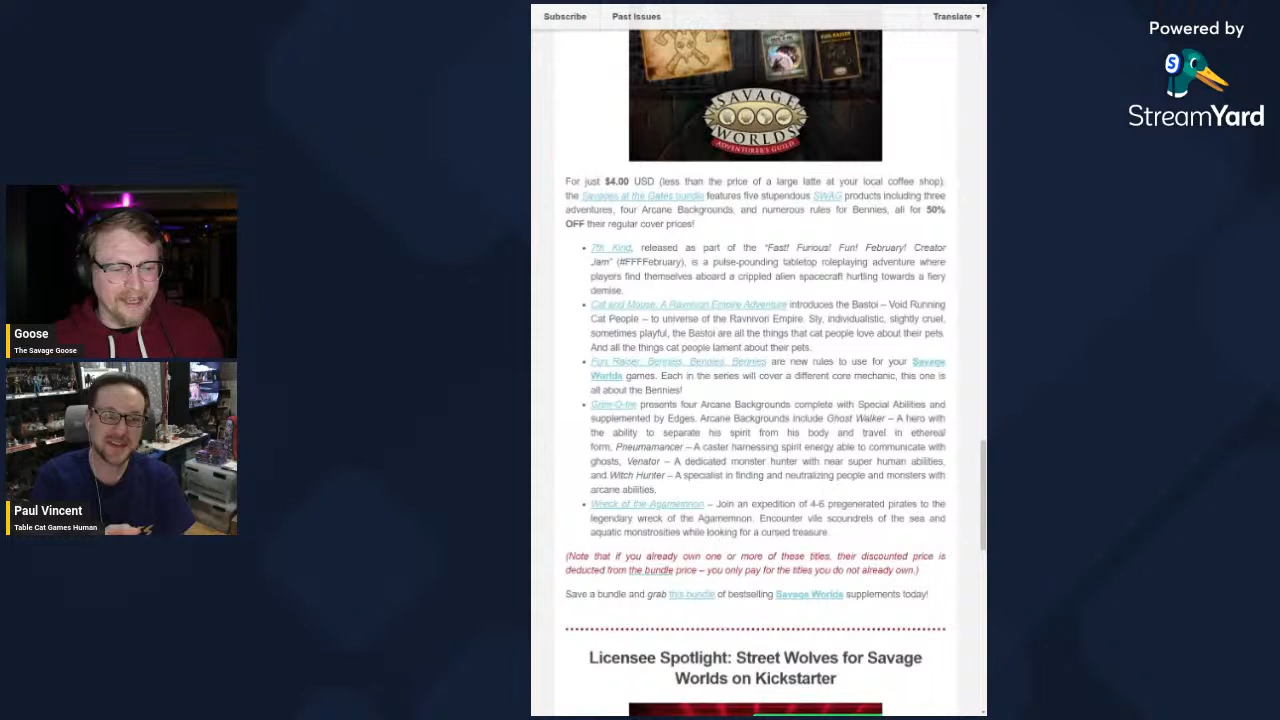 Subscribe
Past Issues
Translate
Powered by
StreamYard
SAVAGE
WORLDS
ADVENTURER'S GUILD
For just $4.00 USD (less than the price of a large latte at your local coffee shop),
the Savages at the Gates bundle features five stupendous SWAG products including three
adventures, four Arcane Backgrounds, and numerous rules for Bennies, all for 50%
OFF their regular cover prices!
7th Kind, released as part of the "Fast! Furious! Fun! February! Creator
Jam" (#FFFFebruary), is a pulse-pounding tabletop roleplaying adventure where
players find themselves aboard a crippled alien spacecraft hurtling towards a fiery
demise.
Cat and Mouse: A Ravnivori Empire Adventure introduces the Bastoi – Void Running
Cat People – to universe of the Ravnivori Empire. Sly, individualistic, slightly cruel,
sometimes playful, the Bastoi are all the things that cat people love about their pets.
And all the things cat people lament about their pets.
Fun Raiser: Bennies, Bennies, Bennies are new rules to use for your Savage
Worlds games. Each in the series will cover a different core mechanic, this one is
all about the Bennies!
Grim-O-Ire presents four Arcane Backgrounds complete with Special Abilities and
supplemented by Edges. Arcane Backgrounds include Ghost Walker – A hero with
the ability to separate his spirit from his body and travel in ethereal
form, Pneumamancer – A caster harnessing spirit energy able to communicate with
ghosts, Venator – A dedicated monster hunter with near super human abilities,
and Witch Hunter – A specialist in finding and neutralizing people and monsters with
arcane abilities.
Wreck of the Agamemnon – Join an expedition of 4-6 pregenerated pirates to the
legendary wreck of the Agamemnon. Encounter vile scoundrels of the sea and
aquatic monstrosities while looking for a cursed treasure.
(Note that if you already own one or more of these titles, their discounted price is
deducted from the bundle price – you only pay for the titles you do not already own.)
Save a bundle and grab this bundle of bestselling Savage Worlds supplements today!
Licensee Spotlight: Street Wolves for Savage
Worlds on Kickstarter
Goose
The Savage Goose
Paul Vincent
Table Cat Games Human